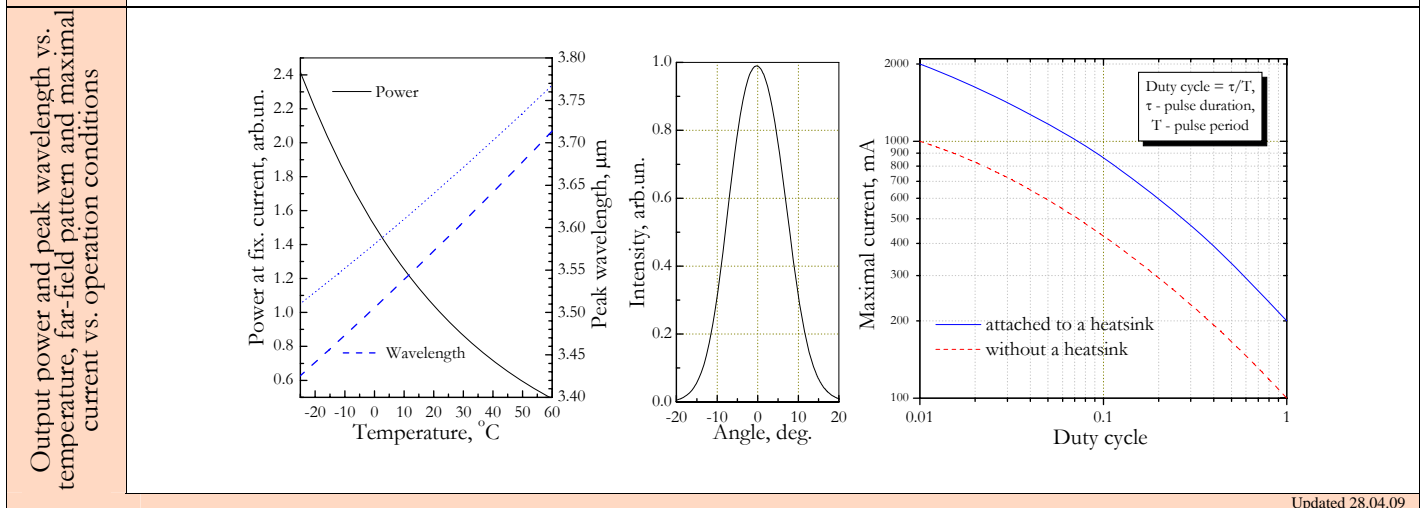 Output power and peak wavelength vs.
temperature, far-field pattern and maximal
current vs. operation conditions
Power at fix. current, arb.un.
2.4
2.2
2.0
1.8
1.6
1.4
1.2
1.0
0.8
0.6
Power
Wavelength
-20 -10 0 10 20 30 40 50 60
Temperature, °C
3.80
3.75
3.70
3.65
3.60
3.55
3.50
3.45
3.40
Peak wavelength, µm
Intensity, arb.un.
1.0
0.8
0.6
0.4
0.2
0.0
-20 -10 0 10 20
Angle, deg.
Maximal current, mA
2000
1000
900
800
700
600
500
400
300
200
100
Duty cycle = τ/T,
τ - pulse duration,
T - pulse period
attached to a heatsink
without a heatsink
0.01 0.1 1
Duty cycle
Updated 28.04.09